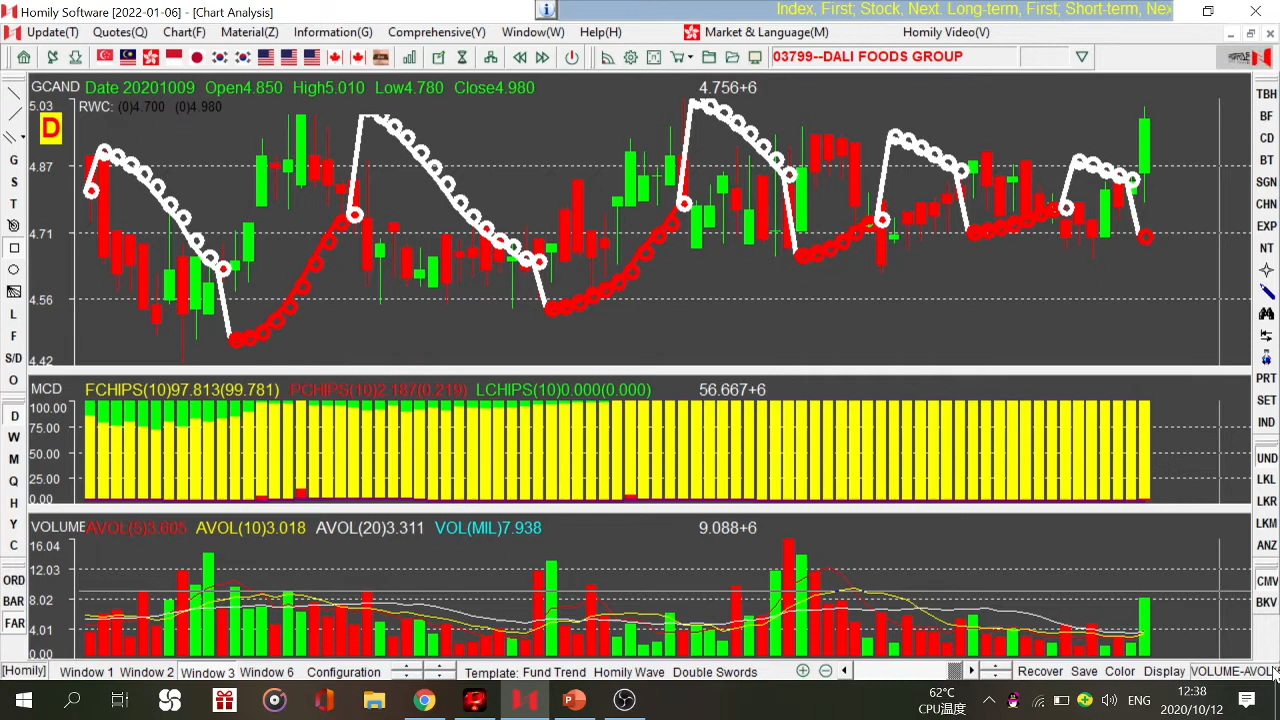 Homily Software [2022-01-06] - [Chart Analysis]
Index, First; Stock, Next. Long-term, First; Short-term, Nex
Update(T) Quotes(Z) Chart(F) Material(Z) Information(G) Comprehensive(Y) Window(W) Help(H) Market & Language(M) Homily Video(V)
03799--DALI FOODS GROUP
GCAND Date 20201009 Open4.850 High5.010 Low4.780 Close4.980 4.756+6
5.03 RWC: (0)4.700 (0)4.980
D
4.87
4.71
4.56
4.42
MCD FCHIPS(10)97.813(99.781) PCHIPS(10)2.187(0.219) LCHIPS(10)0.000(0.000) 56.667+6
100.00
75.00
50.00
25.00
0.00
VOLUME AVOL(5)3.605 AVOL(10)3.018 AVOL(20)3.311 VOL(MIL)7.938 9.088+6
16.04
12.03
8.02
4.01
0.00
G
S
T
L
F
S/D
O
D
W
M
Q
H
Y
C
ORD
BAR
FAR
TBH
BF
CD
BT
SGN
CHN
EXP
NT
PRT
SET
IND
UND
LKL
LKR
LKM
ANZ
CMV
BKV
[Homily] Window 1 Window 2 Window 3 Window 6 Configuration Template: Fund Trend Homily Wave Double Swords Recover Save Color Display VOLUME-AVOL
62°C
CPU温度
ENG
12:38
2020/10/12